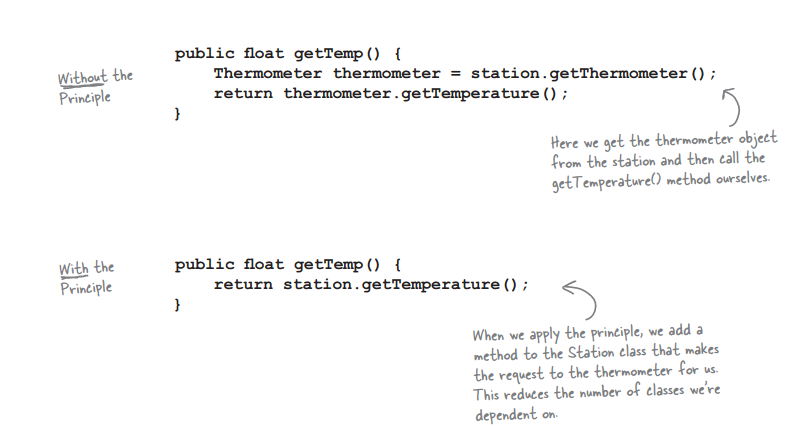 Without the
Principle
public float getTemp() {
Thermometer thermometer = station.getThermometer();
return thermometer.getTemperature();
}
Here we get the thermometer object
from the station and then call the
getTemperature() method ourselves.
With the
Principle
public float getTemp() {
return station.getTemperature();
}
When we apply the principle, we add a
method to the Station class that makes
the request to the thermometer for us.
This reduces the number of classes we're
dependent on.